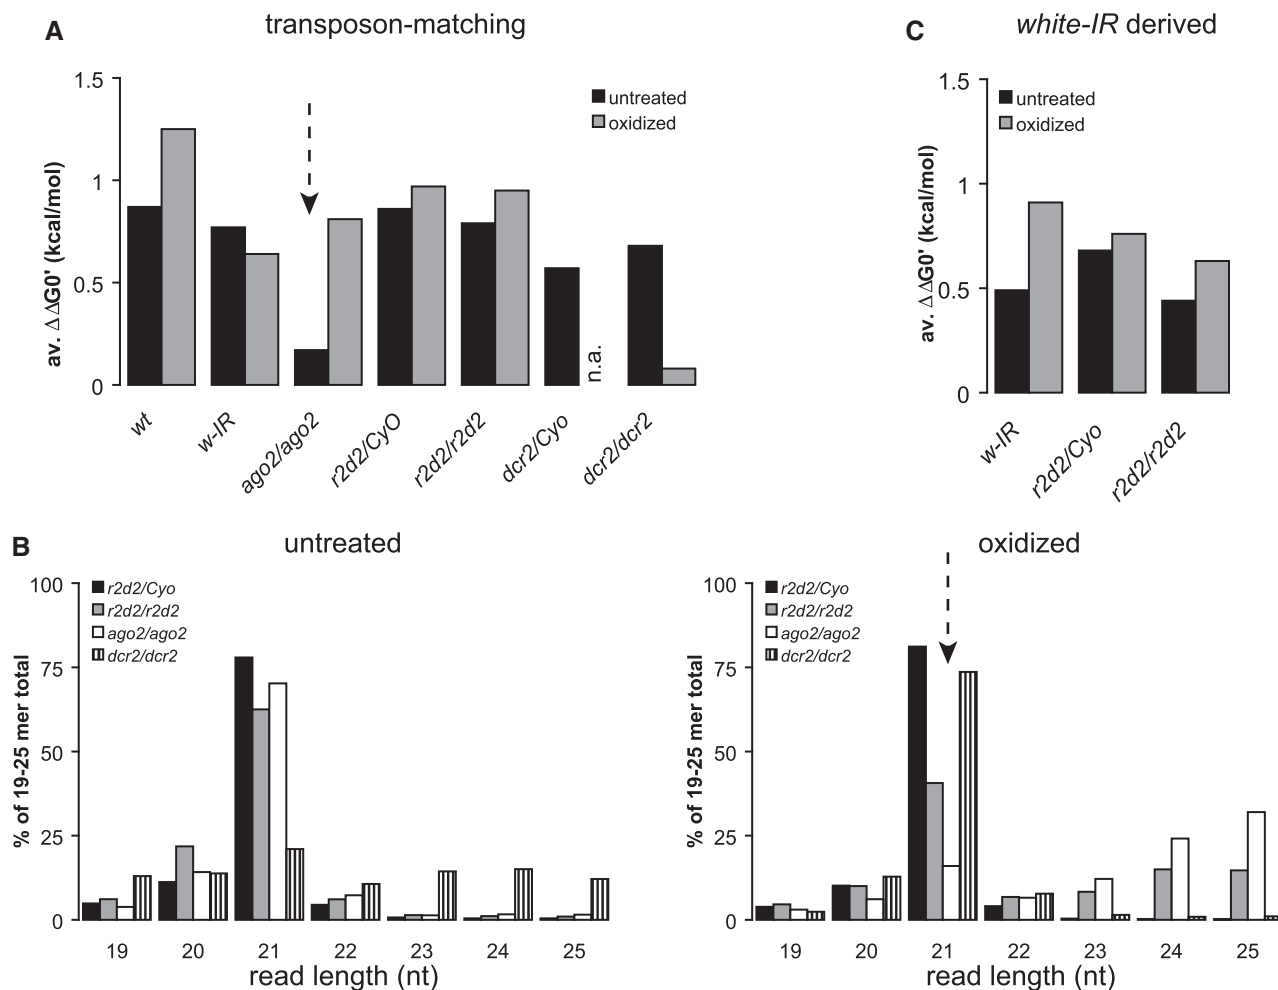 A
transposon-matching
1.5
1
0.5
0
av. ΔΔG0' (kcal/mol)
untreated
oxidized
n.a.
wt
w-IR
ago2/ago2
r2d2/CyO
r2d2/r2d2
dcr2/Cyo
dcr2/dcr2
C
white-IR derived
1.5
1
0.5
0
av. ΔΔG0' (kcal/mol)
untreated
oxidized
w-IR
r2d2/Cyo
r2d2/r2d2
B
untreated
100
75
50
25
0
% of 19-25 mer total
r2d2/Cyo
r2d2/r2d2
ago2/ago2
dcr2/dcr2
19 20 21 22 23 24 25
read length (nt)
oxidized
100
75
50
25
0
% of 19-25 mer total
r2d2/Cyo
r2d2/r2d2
ago2/ago2
dcr2/dcr2
19 20 21 22 23 24 25
read length (nt)